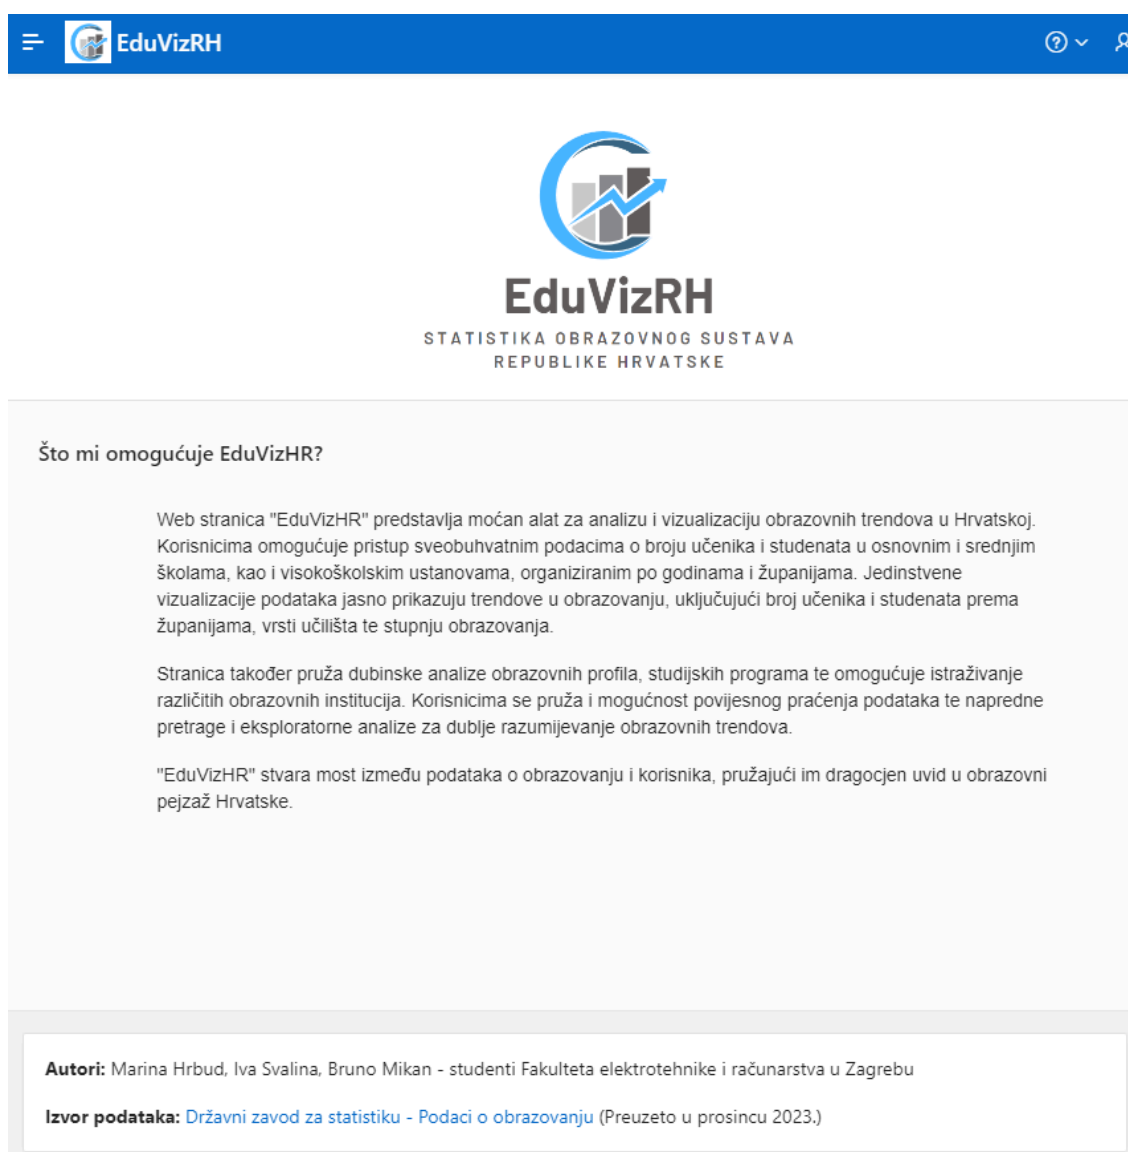 EduVizRH
EduVizRH
STATISTIKA OBRAZOVNOG SUSTAVA
REPUBLIKE HRVATSKE
Što mi omogućuje EduVizHR?
Web stranica "EduVizHR" predstavlja moćan alat za analizu i vizualizaciju obrazovnih trendova u Hrvatskoj.
Korisnicima omogućuje pristup sveobuhvatnim podacima o broju učenika i studenata u osnovnim i srednjim
školama, kao i visokoškolskim ustanovama, organiziranim po godinama i županijama. Jedinstvene
vizualizacije podataka jasno prikazuju trendove u obrazovanju, uključujući broj učenika i studenata prema
županijama, vrsti učilišta te stupnju obrazovanja.
Stranica također pruža dubinske analize obrazovnih profila, studijskih programa te omogućuje istraživanje
različitih obrazovnih institucija. Korisnicima se pruža i mogućnost povijesnog praćenja podataka te napredne
pretrage i eksploratorne analize za dublje razumijevanje obrazovnih trendova.
"EduVizHR" stvara most između podataka o obrazovanju i korisnika, pružajući im dragocjen uvid u obrazovni
pejzaž Hrvatske.
Autori: Marina Hrbud, Iva Svalina, Bruno Mikan - studenti Fakulteta elektrotehnike i računarstva u Zagrebu
Izvor podataka: Državni zavod za statistiku - Podaci o obrazovanju (Preuzeto u prosincu 2023.)